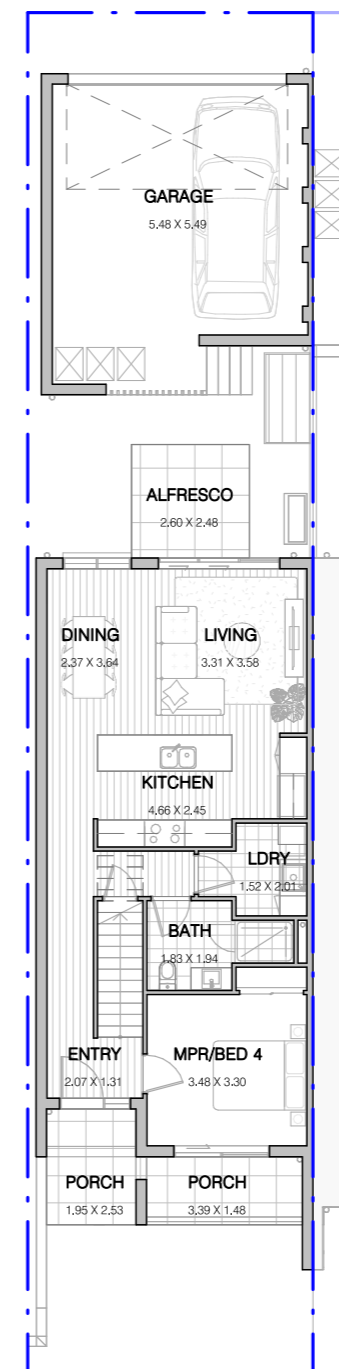 GARAGE
5.48 X 5.49
ALFRESCO
2.60 X 2.48
DINING
2.37 X 3.64
LIVING
3.31 X 3.58
KITCHEN
4.66 X 2.45
LDRY
1.52 X 2.01
BATH
1.83 X 1.94
ENTRY
2.07 X 1.31
MPR/BED 4
3.48 X 3.30
PORCH
1.95 X 2.53
PORCH
3.39 X 1.48